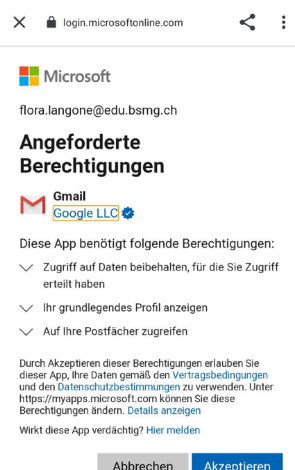 login.microsoftonline.com
Microsoft
flora.langone@edu.bsmg.ch
Angeforderte
Berechtigungen
Gmail
Google LLC
Diese App benötigt folgende Berechtigungen:
Zugriff auf Daten beibehalten, für die Sie Zugriff
erteilt haben
Ihr grundlegendes Profil anzeigen
Auf Ihre Postfächer zugreifen
Durch Akzeptieren dieser Berechtigungen erlauben Sie
dieser App, Ihre Daten gemäß den Vertragsbedingungen
und den Datenschutzbestimmungen zu verwenden. Unter
https://myapps.microsoft.com können Sie diese
Berechtigungen ändern. Details anzeigen
Wirkt diese App verdächtig? Hier melden
Abbrechen Akzeptieren